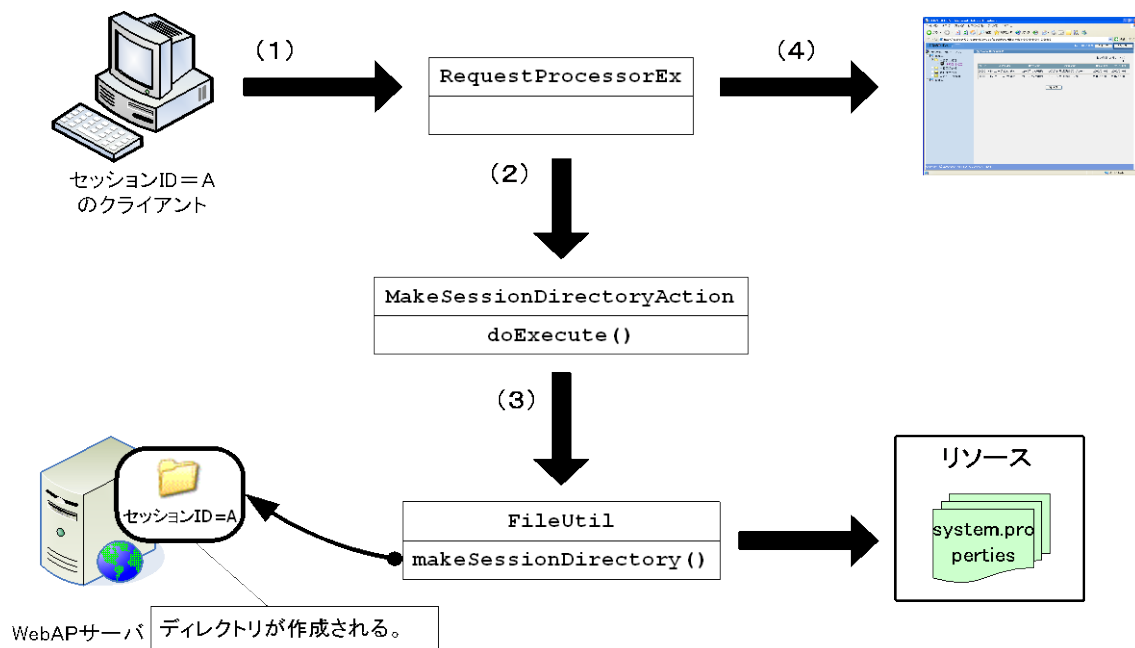 (1)
(4)
RequestProcessorEx
セッションID=A
のクライアント
(2)
MakeSessionDirectoryAction
doExecute()
(3)
リソース
system.pro
perties
セッションID=A
FileUtil
makeSessionDirectory()
WebAPサーバ
ディレクトリが作成される。